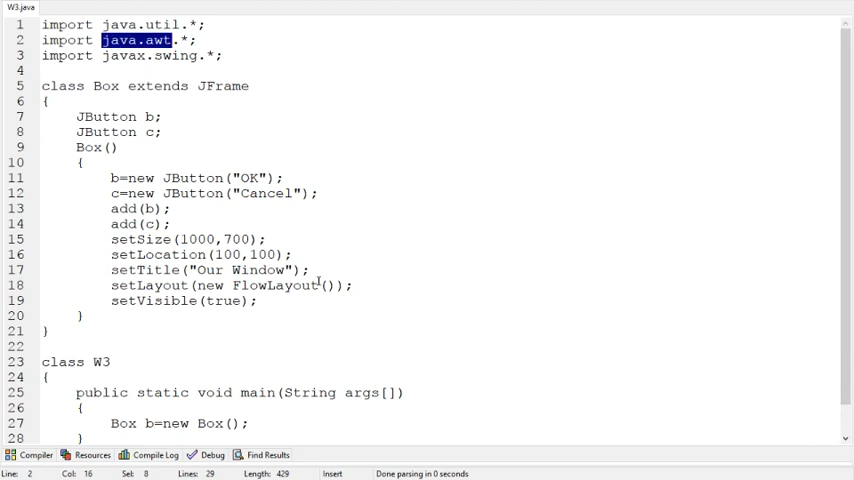 W3.java
1 import java.util.*;
2 import java.awt.*;
3 import javax.swing.*;
4
5 class Box extends JFrame
6 {
7 JButton b;
8 JButton c;
9 Box()
10 {
11 b=new JButton("OK");
12 c=new JButton("Cancel");
13 add(b);
14 add(c);
15 setSize(1000,700);
16 setLocation(100,100);
17 setTitle("Our Window");
18 setLayout(new FlowLayout());
19 setVisible(true);
20 }
21 }
22
23 class W3
24 {
25 public static void main(String args[])
26 {
27 Box b=new Box();
28 }
Compiler Resources Compile Log Debug Find Results
Line: 2 Col: 16 Sel: 8 Lines: 29 Length: 429 Insert Done parsing in 0 seconds